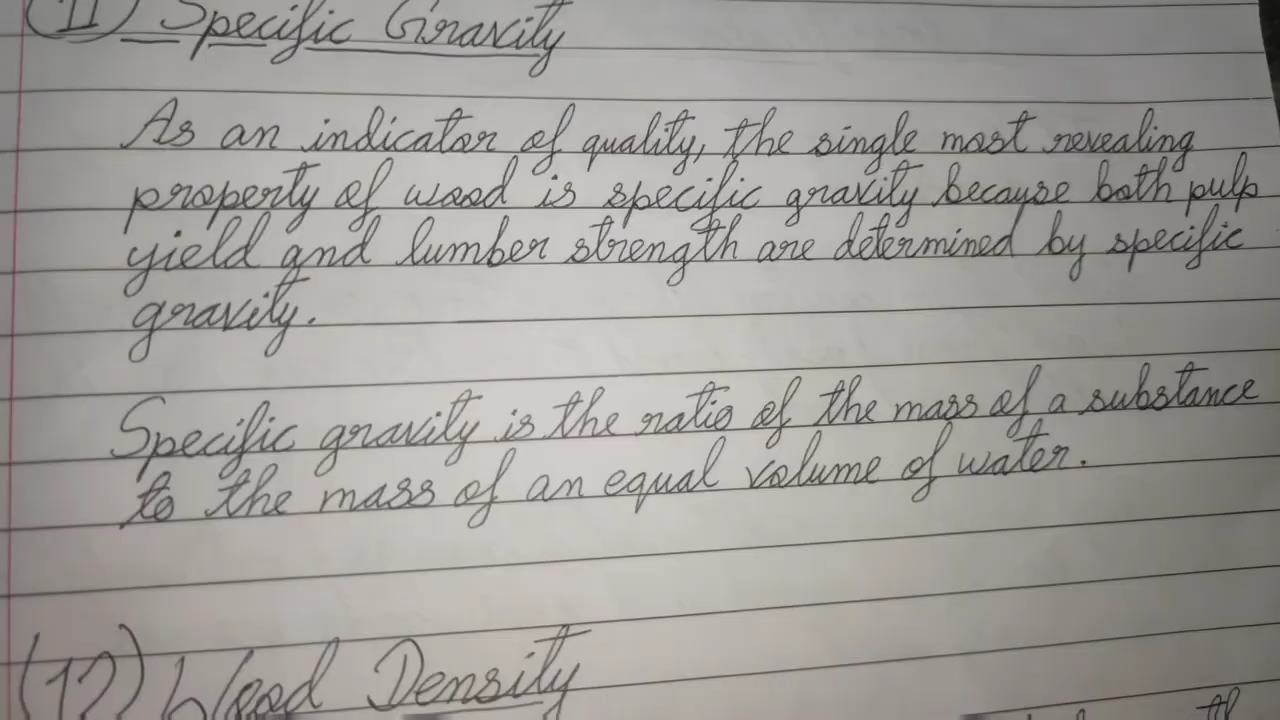 (11) Specific Gravity
As an indicator of quality, the single most revealing
property of wood is specific gravity because both pulp
yield and lumber strength are determined by specific
gravity.
Specific gravity is the ratio of the mass of a substance
to the mass of an equal volume of water.
(12) Wood Density